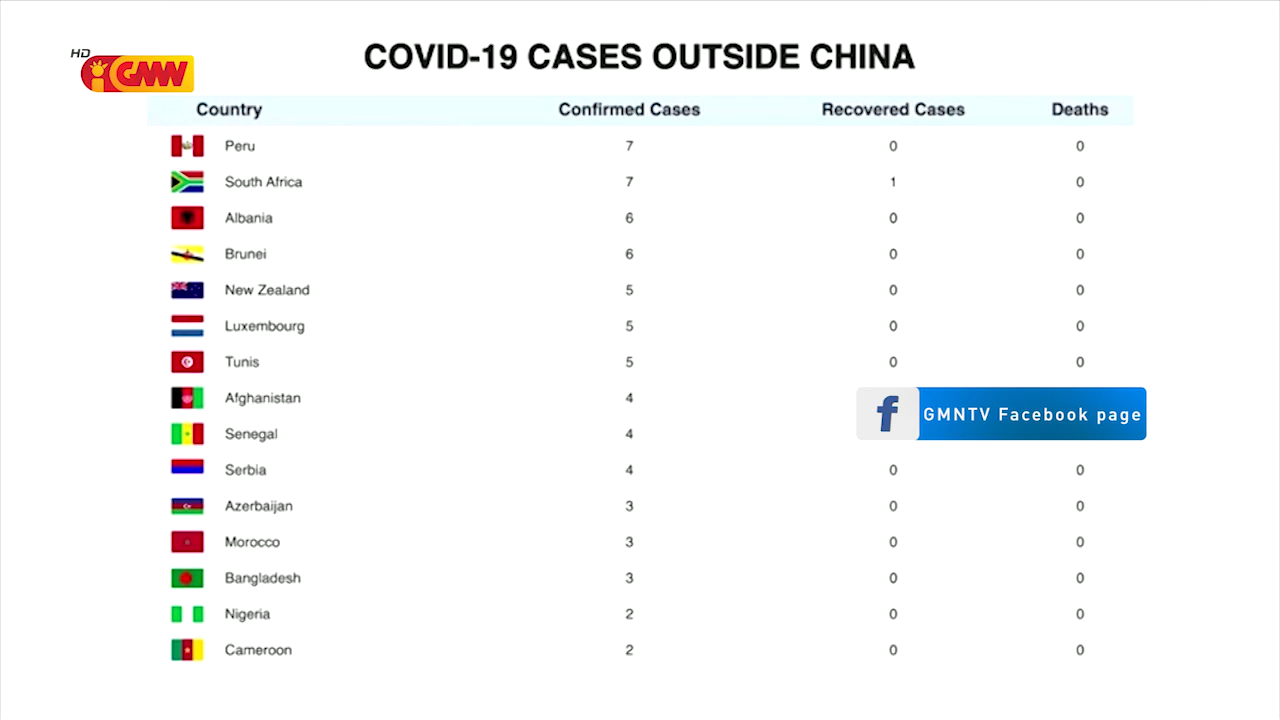 HD
iGMN
COVID-19 CASES OUTSIDE CHINA
Country Confirmed Cases Recovered Cases Deaths
Peru 7 0 0
South Africa 7 1 0
Albania 6 0 0
Brunei 6 0 0
New Zealand 5 0 0
Luxembourg 5 0 0
Tunis 5 0 0
Afghanistan 4
f GMNTV Facebook page
Senegal 4
Serbia 4 0 0
Azerbaijan 3 0 0
Morocco 3 0 0
Bangladesh 3 0 0
Nigeria 2 0 0
Cameroon 2 0 0